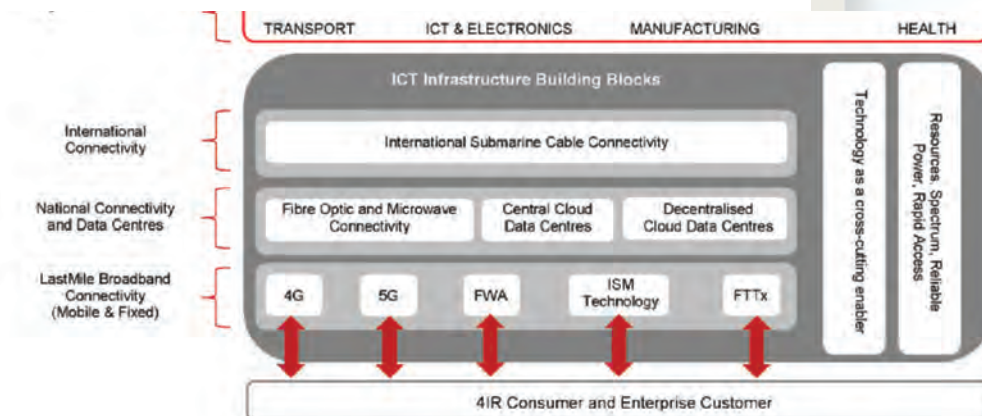 TRANSPORT
ICT & ELECTRONICS
MANUFACTURING
HEALTH
ICT Infrastructure Building Blocks
International
Connectivity
International Submarine Cable Connectivity
National Connectivity
and Data Centres
Fibre Optic and Microwave
Connectivity
Central Cloud
Data Centres
Decentralised
Cloud Data Centres
LastMile Broadband
Connectivity
(Mobile & Fixed)
4G
5G
FWA
ISM
Technology
FTTx
Technology as a cross-cutting enabler
Resources, Spectrum, Reliable
Power, Rapid Access
4IR Consumer and Enterprise Customer